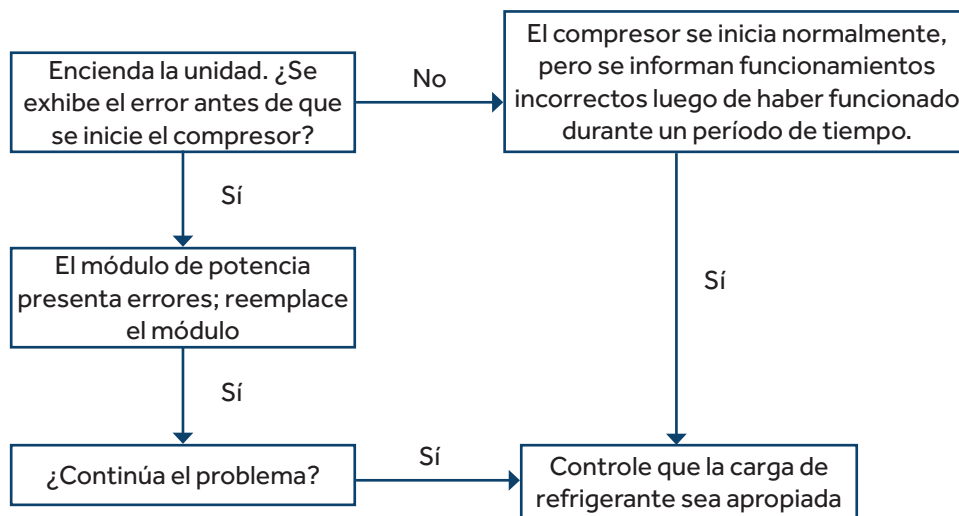 Encienda la unidad. ¿Se
exhibe el error antes de que
se inicie el compresor?
No
El compresor se inicia normalmente,
pero se informan funcionamientos
incorrectos luego de haber funcionado
durante un período de tiempo.
Sí
El módulo de potencia
presenta errores; reemplace
el módulo
Sí
Sí
¿Continúa el problema?
Sí
Controle que la carga de
refrigerante sea apropiada